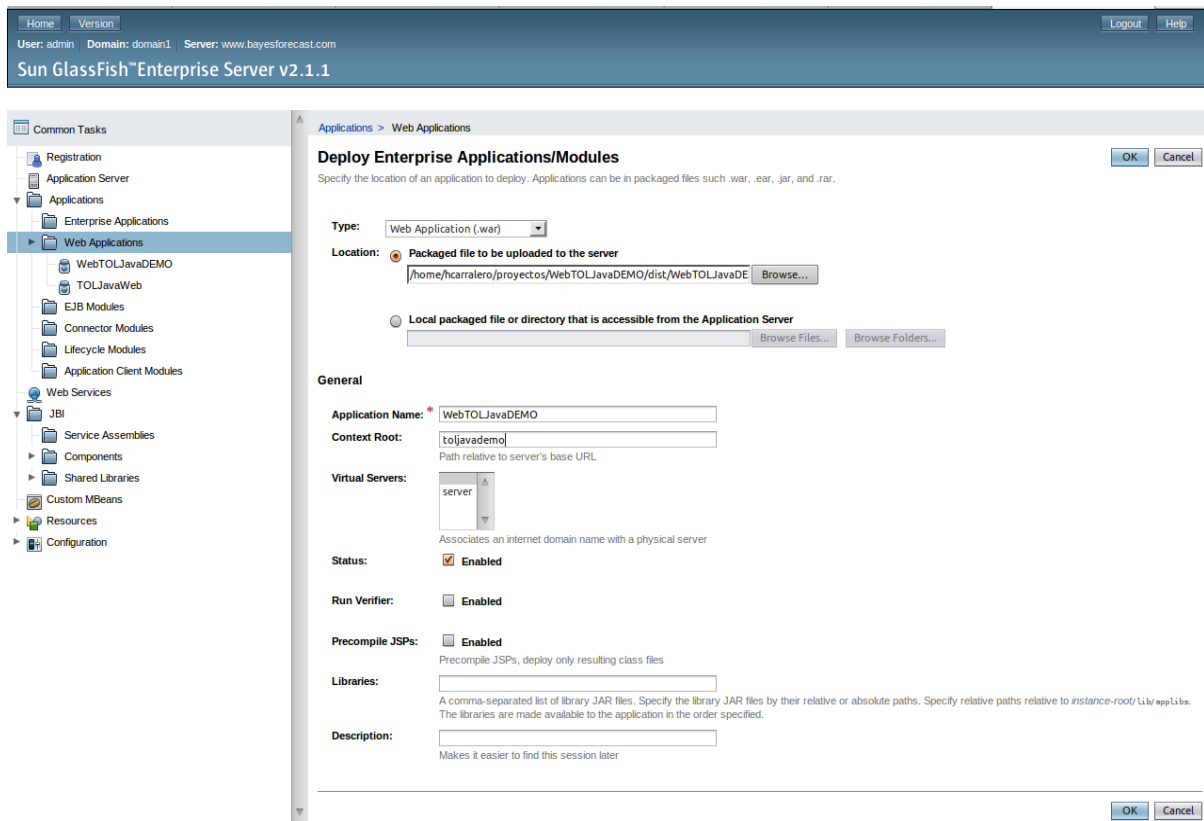 Home Version Logout Help
User: admin Domain: domain1 Server: www.bayesforecast.com
Sun GlassFish™ Enterprise Server v2.1.1
Common Tasks
Registration
Application Server
Applications
Enterprise Applications
Web Applications
WebTOLJavaDEMO
TOLJavaWeb
EJB Modules
Connector Modules
Lifecycle Modules
Application Client Modules
Web Services
JBI
Service Assemblies
Components
Shared Libraries
Custom MBeans
Resources
Configuration
Applications > Web Applications
Deploy Enterprise Applications/Modules OK Cancel
Specify the location of an application to deploy. Applications can be in packaged files such .war, .ear, .jar, and .rar.
Type: Web Application (.war)
Location: Packaged file to be uploaded to the server
/home/hcarralero/proyectos/WebTOLJavaDEMO/dist/WebTOLJavaDE Browse...
Local packaged file or directory that is accessible from the Application Server
Browse Files... Browse Folders...
General
Application Name: * WebTOLJavaDEMO
Context Root: toljavademo
Path relative to server's base URL
Virtual Servers:
server
Associates an internet domain name with a physical server
Status: Enabled
Run Verifier: Enabled
Precompile JSPs: Enabled
Precompile JSPs, deploy only resulting class files
Libraries:
A comma-separated list of library JAR files. Specify the library JAR files by their relative or absolute paths. Specify relative paths relative to instance-root/lib/applibs.
The libraries are made available to the application in the order specified.
Description:
Makes it easier to find this session later
OK Cancel